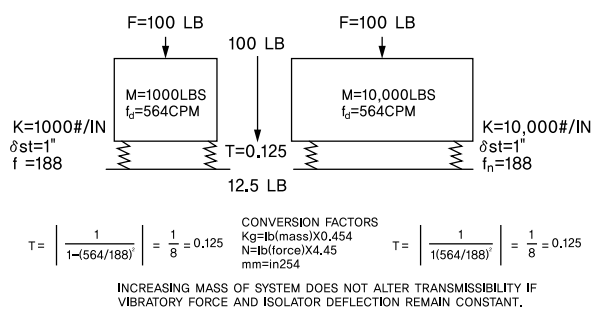 F=100 LB
F=100 LB
100 LB
M=1000LBS
f_d=564CPM
M=10,000LBS
f_d=564CPM
K=1000#/IN
δst=1"
f =188
T=0.125
K=10,000#/IN
δst=1"
f_n=188
12.5 LB
T= | 1 / 1–(564/188)² | = 1/8 = 0.125
CONVERSION FACTORS
Kg=lb(mass)X0.454
N=lb(force)X4.45
mm=in254
T= | 1 / 1(564/188)² | = 1/8 = 0.125
INCREASING MASS OF SYSTEM DOES NOT ALTER TRANSMISSIBILITY IF
VIBRATORY FORCE AND ISOLATOR DEFLECTION REMAIN CONSTANT.